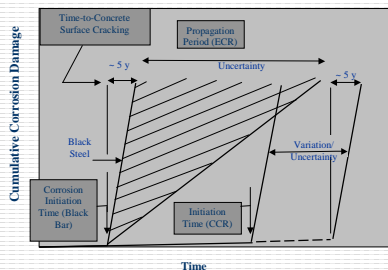 Time-to-Concrete
Surface Cracking
Propagation
Period (ECR)
~ 5 y
Uncertainty
~ 5 y
Black
Steel
Variation/
Uncertainty
Corrosion
Initiation
Time (Black
Bar)
Initiation
Time (CCR)
Cumulative Corrosion Damage
Time